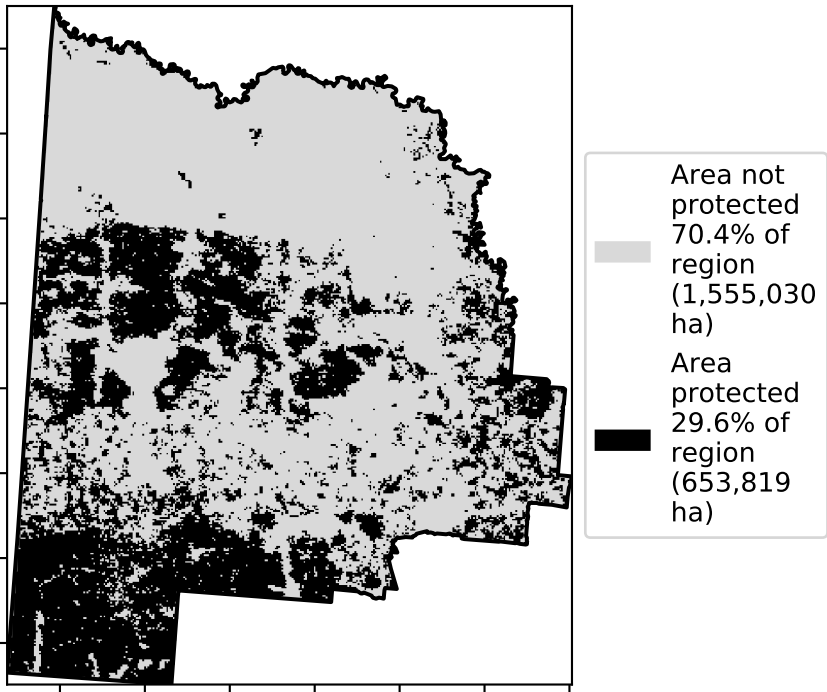 Area not
protected
70.4% of
region
(1,555,030
ha)
Area
protected
29.6% of
region
(653,819
ha)